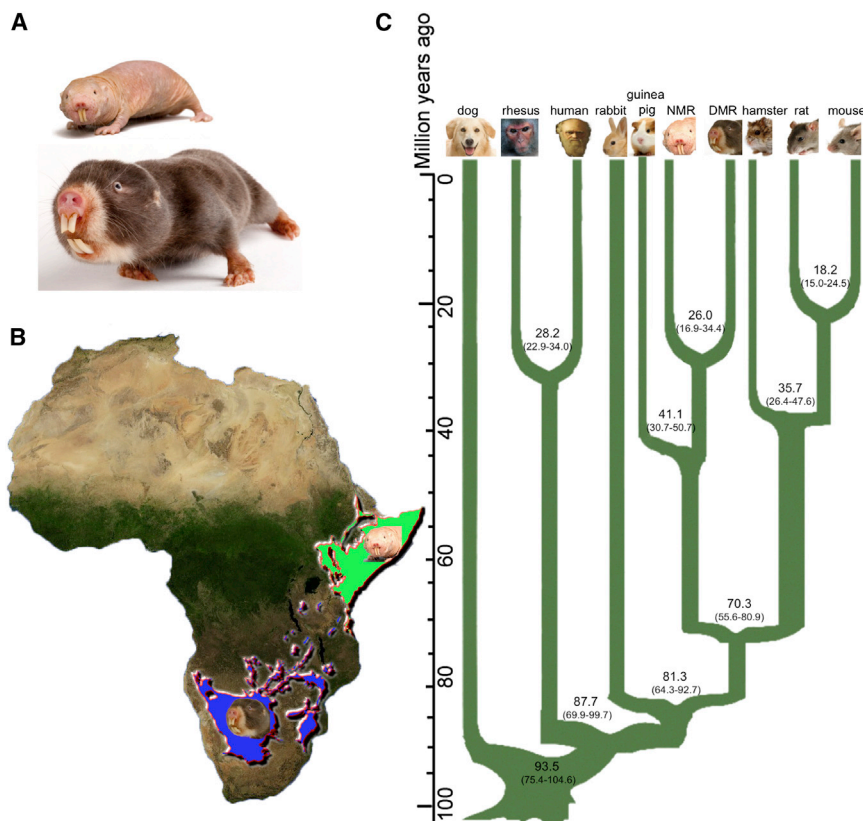 A
B
C
Million years ago
dog
rhesus
human
rabbit
guinea
pig
NMR
DMR
hamster
rat
mouse
0
20
40
60
80
100
18.2
(15.0-24.5)
26.0
(16.9-34.4)
28.2
(22.9-34.0)
35.7
(26.4-47.6)
41.1
(30.7-50.7)
70.3
(55.6-80.9)
81.3
(64.3-92.7)
87.7
(69.9-99.7)
93.5
(75.4-104.6)